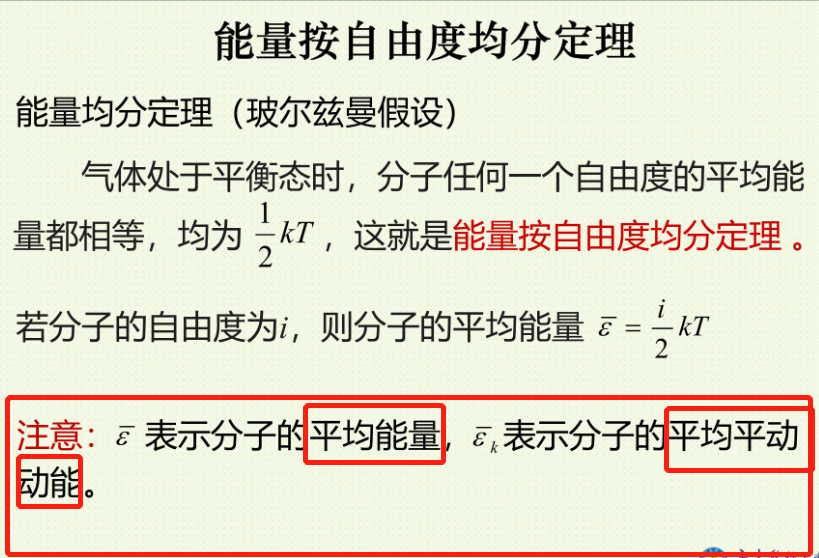 能量按自由度均分定理
能量均分定理（玻尔兹曼假设）
气体处于平衡态时，分子任何一个自由度的平均能
量都相等，均为 $\frac{1}{2}kT$ ，这就是能量按自由度均分定理 。
若分子的自由度为i，则分子的平均能量 $\bar{\varepsilon} = \frac{i}{2}kT$
注意：$\bar{\varepsilon}$ 表示分子的平均能量，$\bar{\varepsilon}_k$ 表示分子的平均平动
动能。